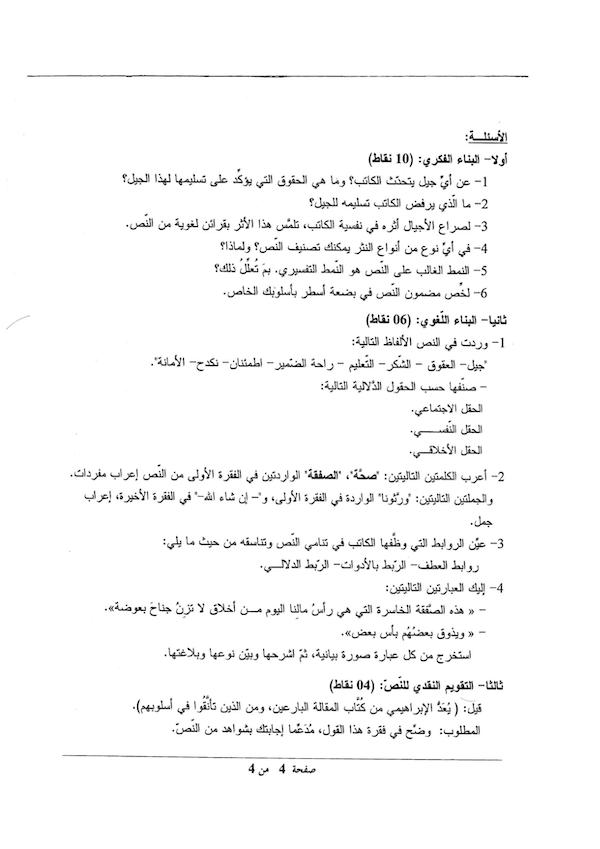 الأسئلـــة:
أولا- البناء الفكري: (10 نقاط)
1- عن أيِّ جيل يتحدّث الكاتب؟ وما هي الحقوق التي يؤكِّد على تسليمها لهذا الجيل؟
2- ما الّذي يرفض الكاتب تسليمه للجيل؟
3- لصراع الأجيال أثره في نفسية الكاتب، تلمَّس هذا الأثر بقرائن لغوية من النّص.
4- في أيِّ نوع من أنواع النثر يمكنك تصنيف النّص؟ ولماذا؟
5- النمط الغالب على النّص هو النّمط التفسيري. بمَ تُعلِّلُ ذلك؟
6- لخِّص مضمون النّص في بضعة أسطر بأسلوبك الخاص.
ثانيا- البناء اللّغوي: (06 نقاط)
1- وردت في النص الألفاظ التالية:
"جيل- العقوق - الشّكر- التّعليم - راحة الضّمير- اطمئنان- نكدح- الأمانة".
- صنّفها حسب الحقول الدّلالية التالية:
الحقل الاجتماعي.
الحقل النّفســـــي.
الحقل الأخلاقـــي.
2- أعرب الكلمتين التاليتين: "صحَّة"، "الصفقة" الواردتين في الفقرة الأولى من النّص إعراب مفردات.
والجملتين التاليتين: "ورَّثونا" الواردة في الفقرة الأولى، و"- إن شاء الله-" في الفقرة الأخيرة، إعراب
جمل.
3- عيِّن الروابط التي وظَّفها الكاتب في تنامي النّص وتناسقه من حيث ما يلي:
روابط العطف- الرّبط بالأدوات- الرّبط الدلالـــي.
4- إليك العبارتين التاليتين:
- « هذه الصَّفقة الخاسرة التي هي رأسُ مالِنا اليوم مـــن أخلاق لا تزِنُ جناحَ بعوضة».
- « ويذوق بعضُهُم بأس بعض».
استخرج من كل عبارة صورة بيانية، ثمّ اشرحها وبيّن نوعها وبلاغتها.
ثالثا- التقويم النقدي للنّصّ: (04 نقاط)
قيل: ( يُعَدُّ الإبراهيمي من كُتَّاب المقالة البارعين، ومن الذين تأنَّقُوا في أسلوبهم).
المطلوب: وضّح في فقرة هذا القول، مُدَعِّما إجابتك بشواهد من النّصّ.
صفحة 4 من 4